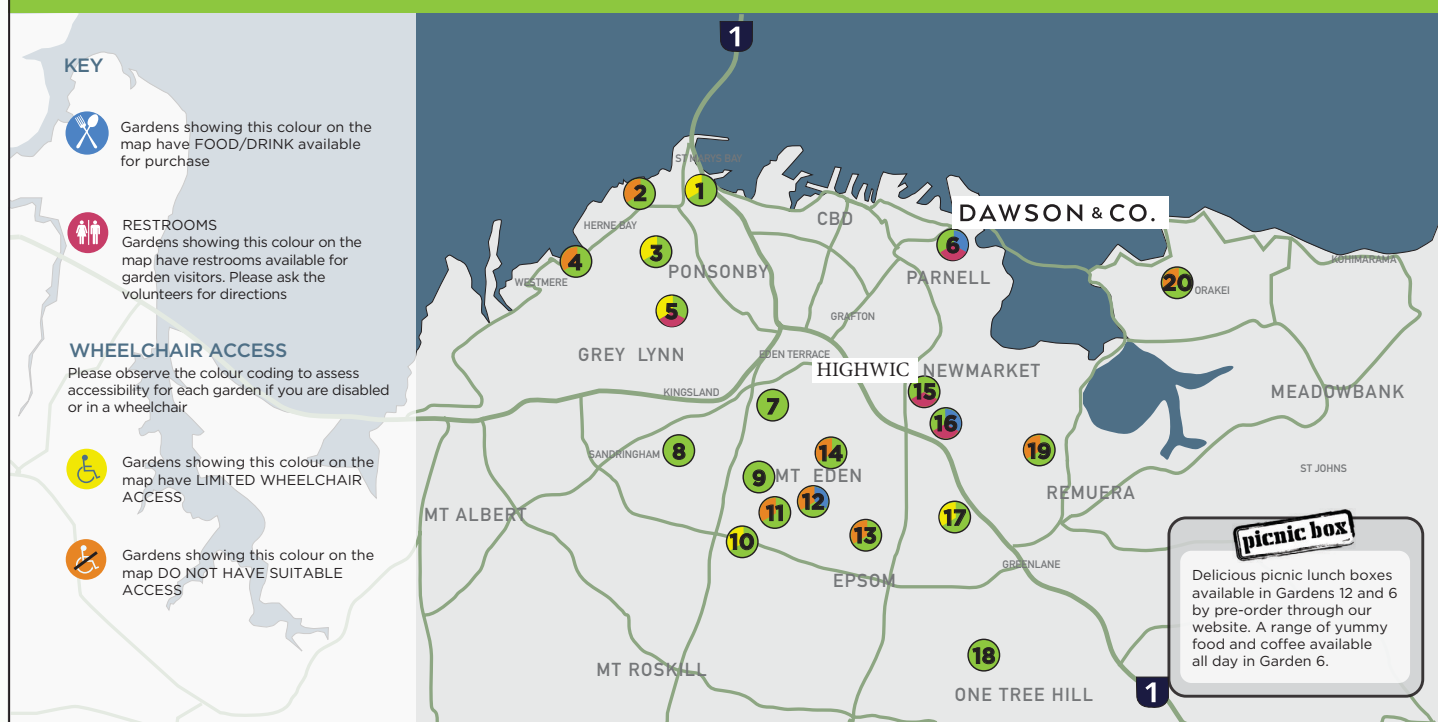 KEY
Gardens showing this colour on the
map have FOOD/DRINK available
for purchase
RESTROOMS
Gardens showing this colour on the
map have restrooms available for
garden visitors. Please ask the
volunteers for directions
WHEELCHAIR ACCESS
Please observe the colour coding to assess
accessibility for each garden if you are disabled
or in a wheelchair
Gardens showing this colour on the
map have LIMITED WHEELCHAIR
ACCESS
Gardens showing this colour on the
map DO NOT HAVE SUITABLE
ACCESS
1
ST MARYS BAY
2
1
HERNE BAY
CBD
DAWSON & CO.
3
4
PONSONBY
WESTMERE
6
PARNELL
KOHIMARAMA
20
ORAKEI
5
GRAFTON
GREY LYNN
EDEN TERRACE
HIGHWIC
NEWMARKET
KINGSLAND
15
MEADOWBANK
7
16
SANDRINGHAM
8
14
19
9
MT EDEN
ST JOHNS
12
REMUERA
MT ALBERT
11
17
10
13
GREENLANE
EPSOM
18
MT ROSKILL
ONE TREE HILL
1
picnic box
Delicious picnic lunch boxes
available in Gardens 12 and 6
by pre-order through our
website. A range of yummy
food and coffee available
all day in Garden 6.